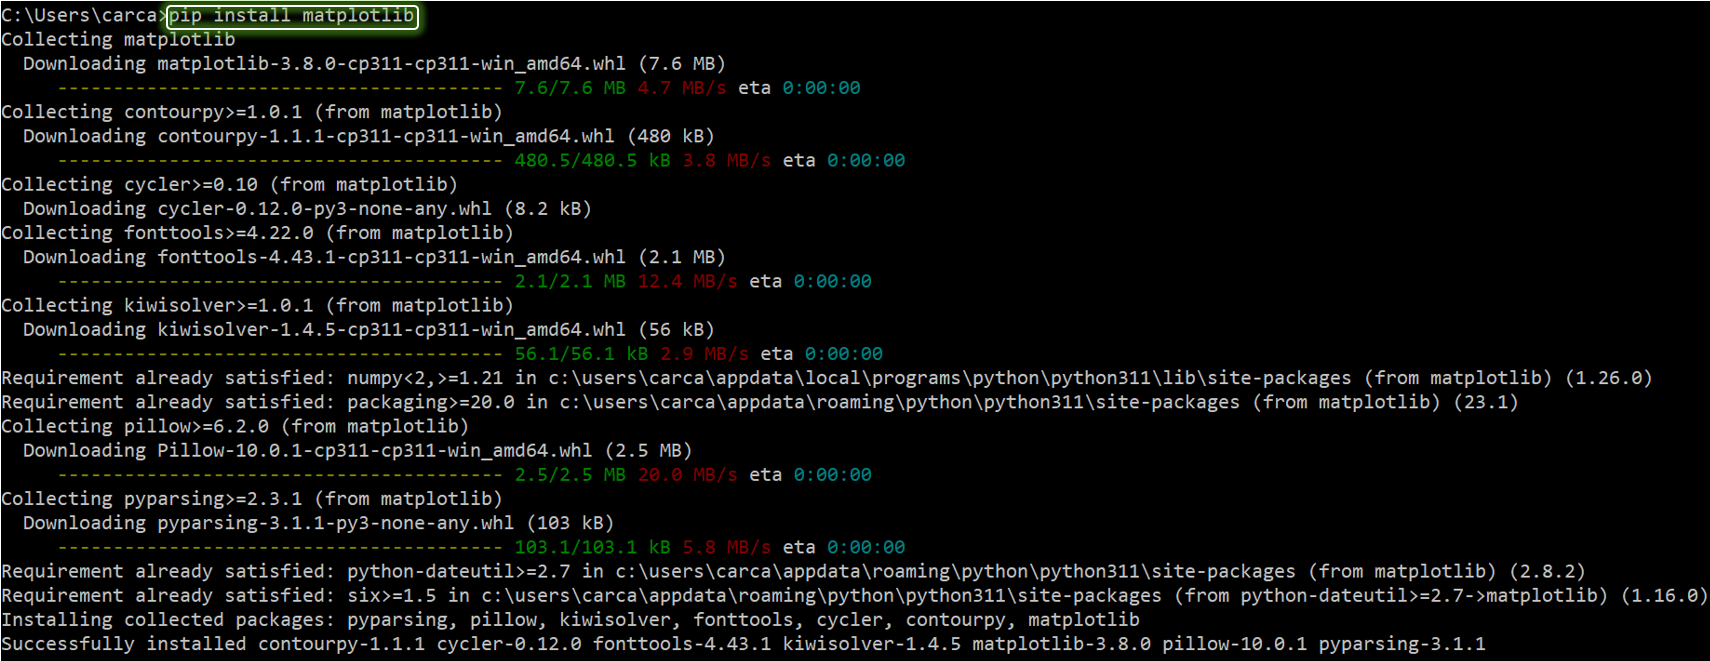 C:\Users\carca>pip install matplotlib
Collecting matplotlib
  Downloading matplotlib-3.8.0-cp311-cp311-win_amd64.whl (7.6 MB)
     ---------------------------------------- 7.6/7.6 MB 4.7 MB/s eta 0:00:00
Collecting contourpy>=1.0.1 (from matplotlib)
  Downloading contourpy-1.1.1-cp311-cp311-win_amd64.whl (480 kB)
     ---------------------------------------- 480.5/480.5 kB 3.8 MB/s eta 0:00:00
Collecting cycler>=0.10 (from matplotlib)
  Downloading cycler-0.12.0-py3-none-any.whl (8.2 kB)
Collecting fonttools>=4.22.0 (from matplotlib)
  Downloading fonttools-4.43.1-cp311-cp311-win_amd64.whl (2.1 MB)
     ---------------------------------------- 2.1/2.1 MB 12.4 MB/s eta 0:00:00
Collecting kiwisolver>=1.0.1 (from matplotlib)
  Downloading kiwisolver-1.4.5-cp311-cp311-win_amd64.whl (56 kB)
     ---------------------------------------- 56.1/56.1 kB 2.9 MB/s eta 0:00:00
Requirement already satisfied: numpy<2,>=1.21 in c:\users\carca\appdata\local\programs\python\python311\lib\site-packages (from matplotlib) (1.26.0)
Requirement already satisfied: packaging>=20.0 in c:\users\carca\appdata\roaming\python\python311\site-packages (from matplotlib) (23.1)
Collecting pillow>=6.2.0 (from matplotlib)
  Downloading Pillow-10.0.1-cp311-cp311-win_amd64.whl (2.5 MB)
     ---------------------------------------- 2.5/2.5 MB 20.0 MB/s eta 0:00:00
Collecting pyparsing>=2.3.1 (from matplotlib)
  Downloading pyparsing-3.1.1-py3-none-any.whl (103 kB)
     ---------------------------------------- 103.1/103.1 kB 5.8 MB/s eta 0:00:00
Requirement already satisfied: python-dateutil>=2.7 in c:\users\carca\appdata\roaming\python\python311\site-packages (from matplotlib) (2.8.2)
Requirement already satisfied: six>=1.5 in c:\users\carca\appdata\roaming\python\python311\site-packages (from python-dateutil>=2.7->matplotlib) (1.16.0)
Installing collected packages: pyparsing, pillow, kiwisolver, fonttools, cycler, contourpy, matplotlib
Successfully installed contourpy-1.1.1 cycler-0.12.0 fonttools-4.43.1 kiwisolver-1.4.5 matplotlib-3.8.0 pillow-10.0.1 pyparsing-3.1.1